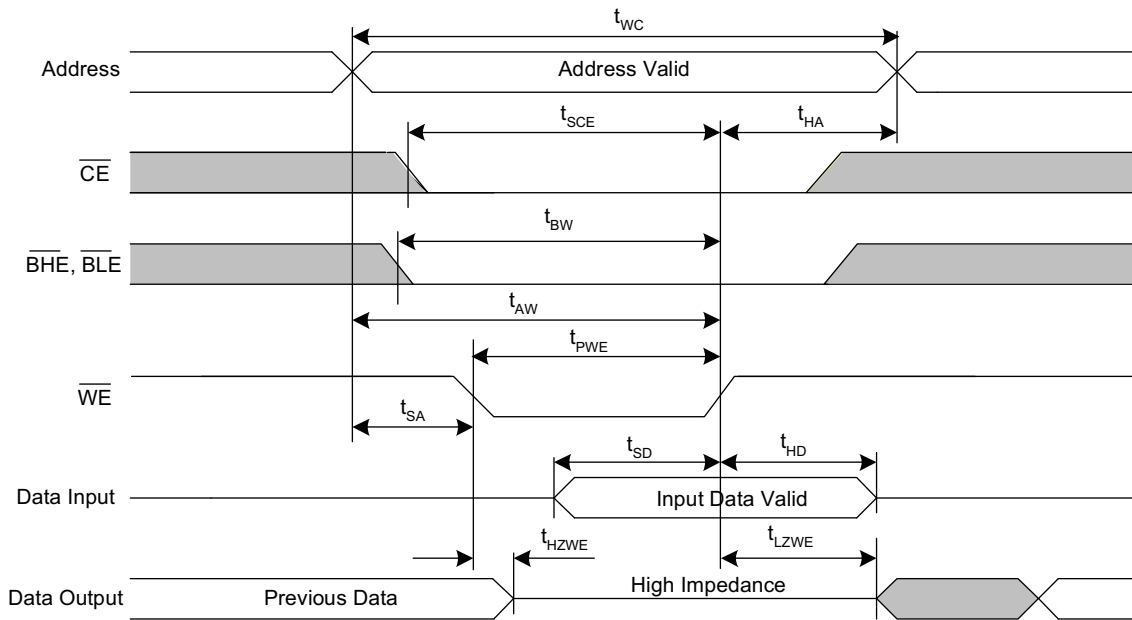 tWC
Address
Address Valid
tSCE
tHA
CE
tBW
BHE, BLE
tAW
tPWE
WE
tSA
tSD
tHD
Data Input
Input Data Valid
tHZWE
tLZWE
Data Output
Previous Data
High Impedance